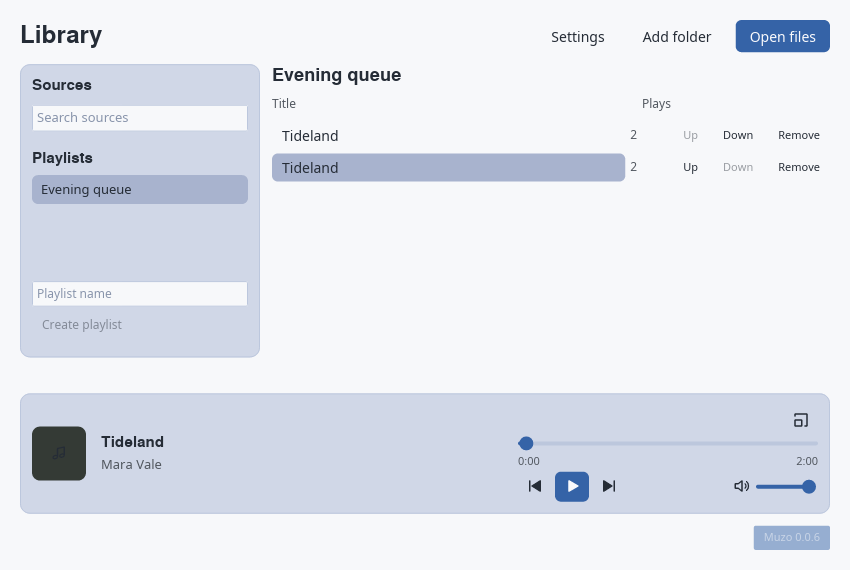 Library
Settings
Add folder
Open files
Sources
Search sources
Playlists
Evening queue
Playlist name
Create playlist
Evening queue
Title Plays
Tideland 2 Up Down Remove
Tideland 2 Up Down Remove
Tideland
Mara Vale
0:00 2:00
Muzo 0.0.6